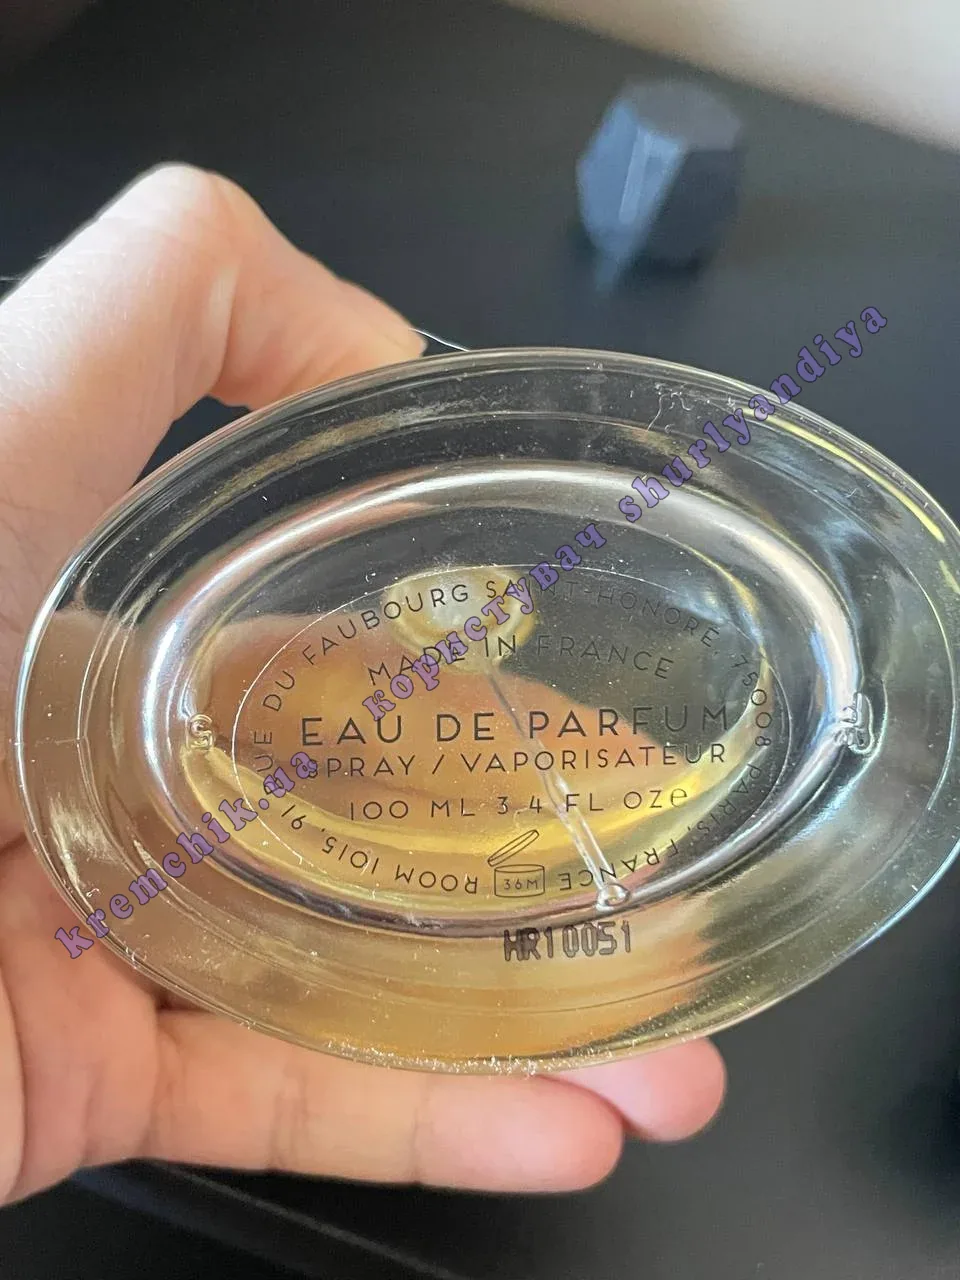 ROOM 1015, 91 RUE DU FAUBOURG SAINT-HONORÉ, 75008 PARIS, FRANCE
MADE IN FRANCE
EAU DE PARFUM
SPRAY / VAPORISATEUR
100 ML 3.4 FL OZ℮
36M
HR10051
kremchik.ua користувач shurlyandiya